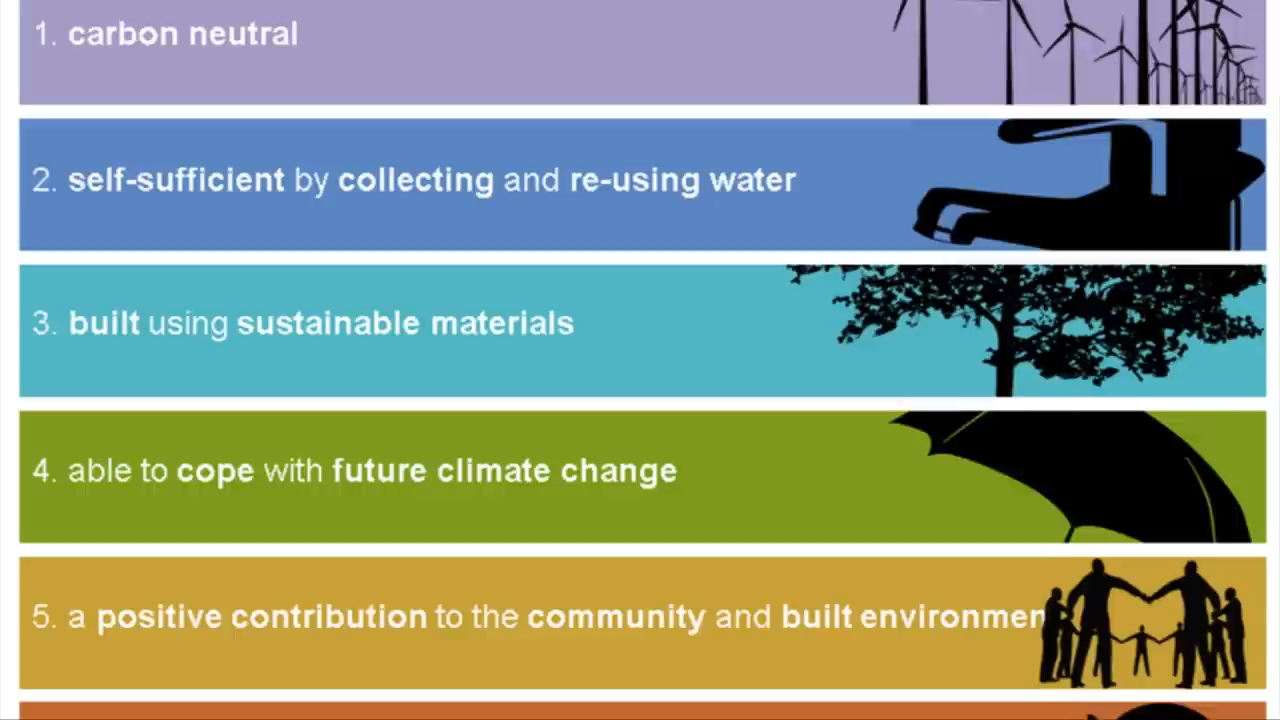 1. carbon neutral
2. self-sufficient by collecting and re-using water
3. built using sustainable materials
4. able to cope with future climate change
5. a positive contribution to the community and built environmen